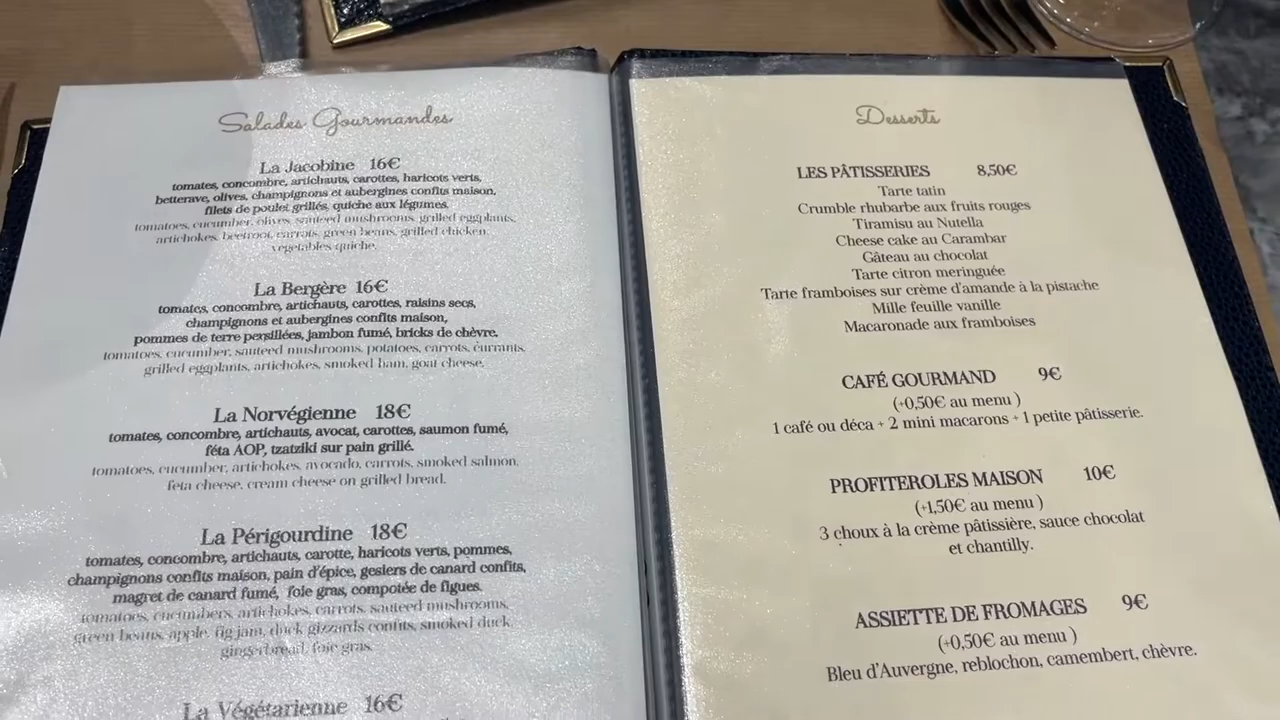 Salades Gourmandes
La Jacobine 16€
tomates, concombre, artichauts, carottes, haricots verts,
betterave, olives, champignons et aubergines confits maison,
filets de poulet grillés, quiche aux légumes.
tomatoes, cucumber, olives, sauteed mushrooms, grilled eggplants,
artichokes, beetroot, carrots, green beans, grilled chicken,
vegetables quiche.
La Bergère 16€
tomates, concombre, artichauts, carottes, raisins secs,
champignons et aubergines confits maison,
pommes de terre persillées, jambon fumé, bricks de chèvre.
tomatoes, cucumber, sauteed mushrooms, potatoes, carrots, currants,
grilled eggplants, artichokes, smoked ham, goat cheese.
La Norvégienne 18€
tomates, concombre, artichauts, avocat, carottes, saumon fumé,
féta AOP, tzatziki sur pain grillé.
tomatoes, cucumber, artichokes, avocado, carrots, smoked salmon,
feta cheese, cream cheese on grilled bread.
La Périgourdine 18€
tomates, concombre, artichauts, carotte, haricots verts, pommes,
champignons confits maison, pain d'épice, gesiers de canard confits,
magret de canard fumé, foie gras, compotée de figues.
tomatoes, cucumbers, artichokes, carrots, sauteed mushrooms,
green beans, apple, fig jam, duck gizzards confits, smoked duck,
gingerbread, foie gras.
La Végétarienne 16€
Desserts
LES PÂTISSERIES 8,50€
Tarte tatin
Crumble rhubarbe aux fruits rouges
Tiramisu au Nutella
Cheese cake au Carambar
Gâteau au chocolat
Tarte citron meringuée
Tarte framboises sur crème d'amande à la pistache
Mille feuille vanille
Macaronade aux framboises
CAFÉ GOURMAND 9€
(+0,50€ au menu )
1 café ou déca + 2 mini macarons + 1 petite pâtisserie.
PROFITEROLES MAISON 10€
(+1,50€ au menu )
3 choux à la crème pâtissière, sauce chocolat
et chantilly.
ASSIETTE DE FROMAGES 9€
(+0,50€ au menu )
Bleu d'Auvergne, reblochon, camembert, chèvre.